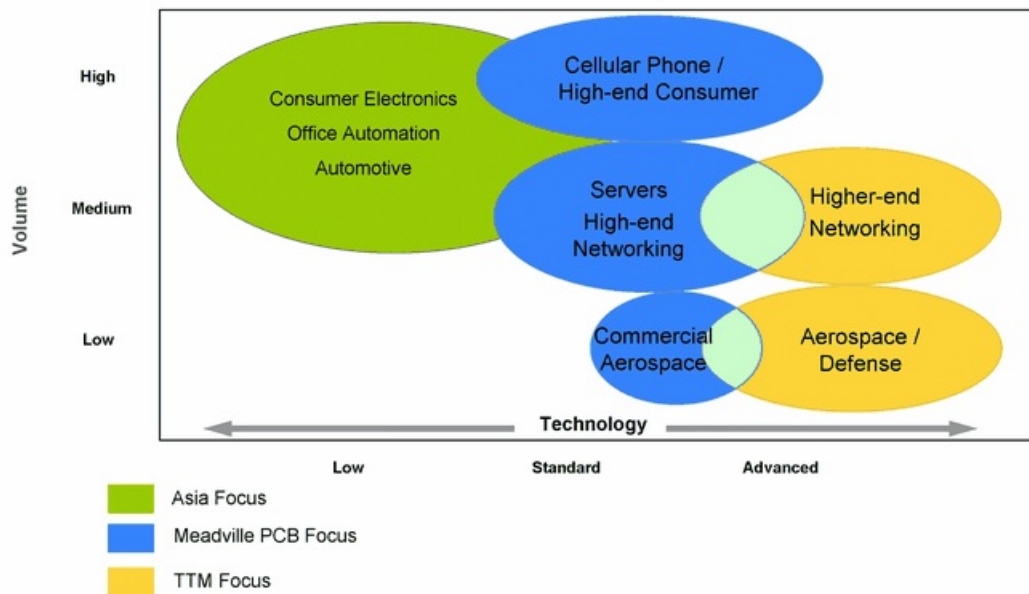 High
Cellular Phone /
High-end Consumer
Consumer Electronics
Office Automation
Automotive
Volume
Medium
Servers
High-end
Networking
Higher-end
Networking
Low
Commercial
Aerospace
Aerospace /
Defense
Technology
Low
Standard
Advanced
Asia Focus
Meadville PCB Focus
TTM Focus